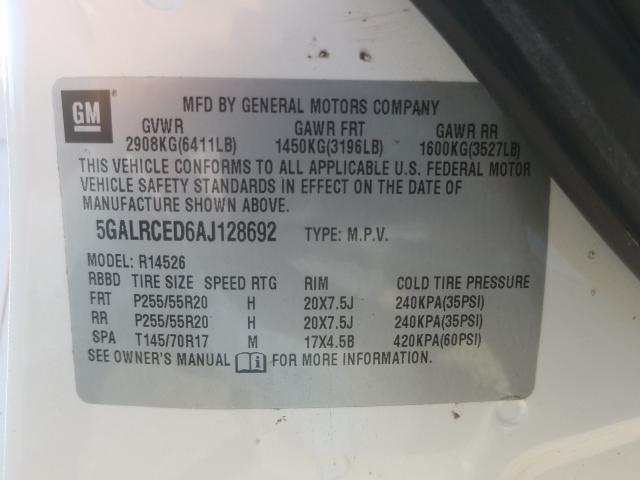 GM
MFD BY GENERAL MOTORS COMPANY
GVWR GAWR FRT GAWR RR
2908KG(6411LB) 1450KG(3196LB) 1600KG(3527LB)
THIS VEHICLE CONFORMS TO ALL APPLICABLE U.S. FEDERAL MOTOR
VEHICLE SAFETY STANDARDS IN EFFECT ON THE DATE OF
MANUFACTURE SHOWN ABOVE.
5GALRCED6AJ128692 TYPE: M.P.V.
MODEL: R14526
RBBD TIRE SIZE SPEED RTG RIM COLD TIRE PRESSURE
FRT P255/55R20 H 20X7.5J 240KPA(35PSI)
RR P255/55R20 H 20X7.5J 240KPA(35PSI)
SPA T145/70R17 M 17X4.5B 420KPA(60PSI)
SEE OWNER'S MANUAL FOR MORE INFORMATION.